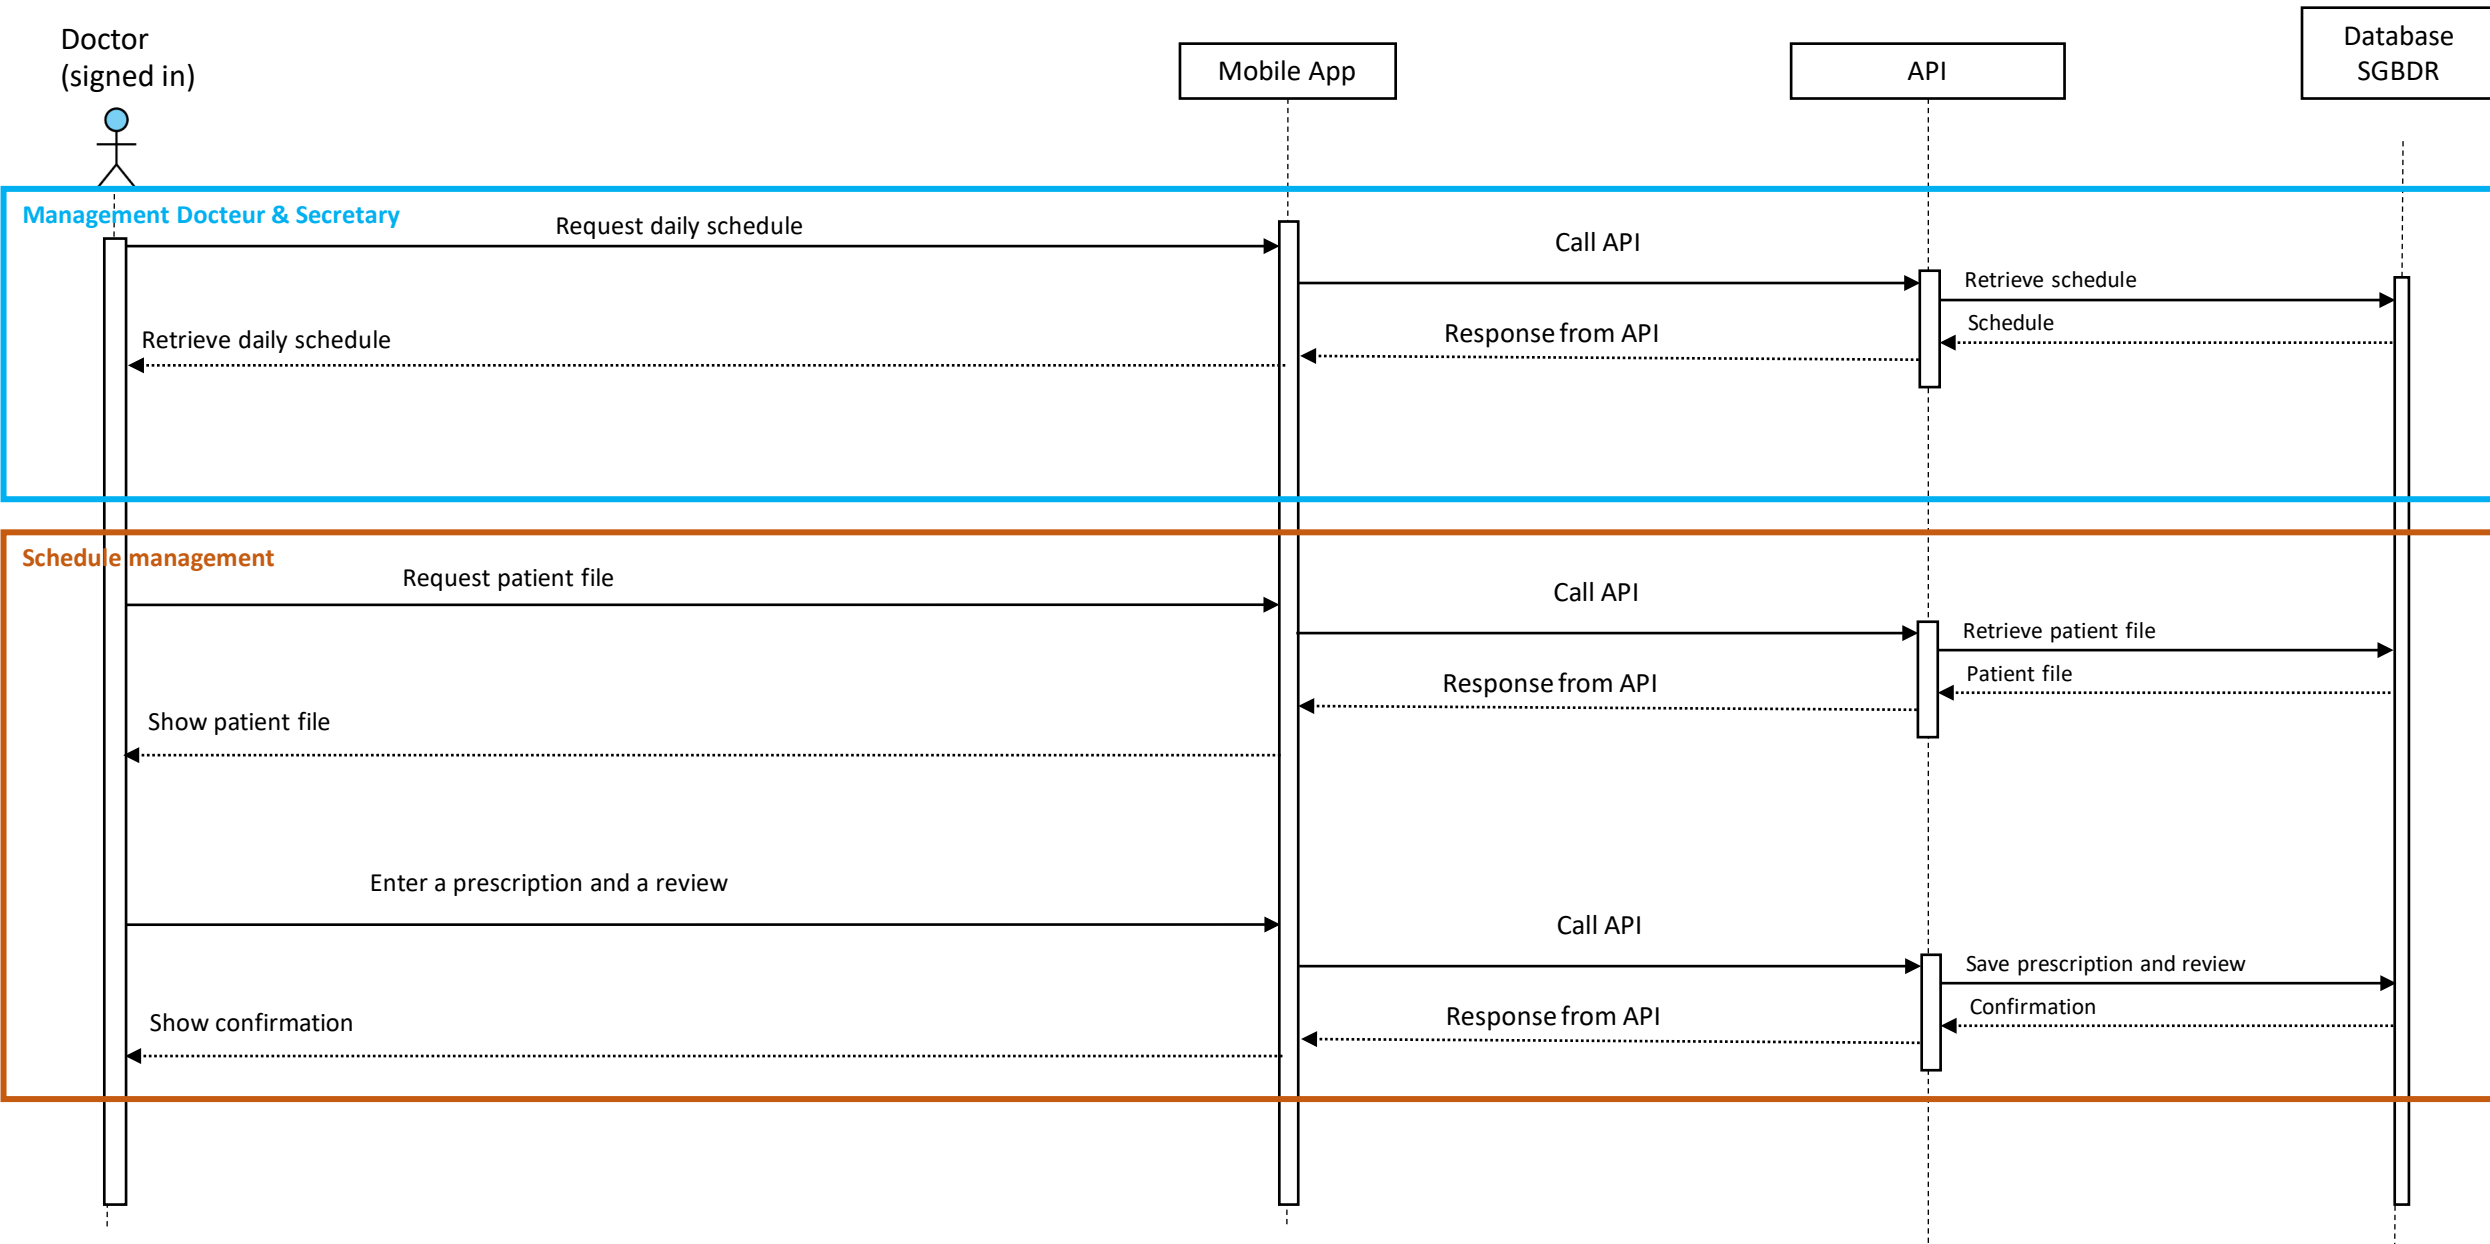 Doctor
(signed in)
Mobile App
API
Database
SGBDR
Management Docteur & Secretary
Request daily schedule
Call API
Retrieve schedule
Schedule
Response from API
Retrieve daily schedule
Schedule management
Request patient file
Call API
Retrieve patient file
Patient file
Response from API
Show patient file
Enter a prescription and a review
Call API
Save prescription and review
Confirmation
Response from API
Show confirmation